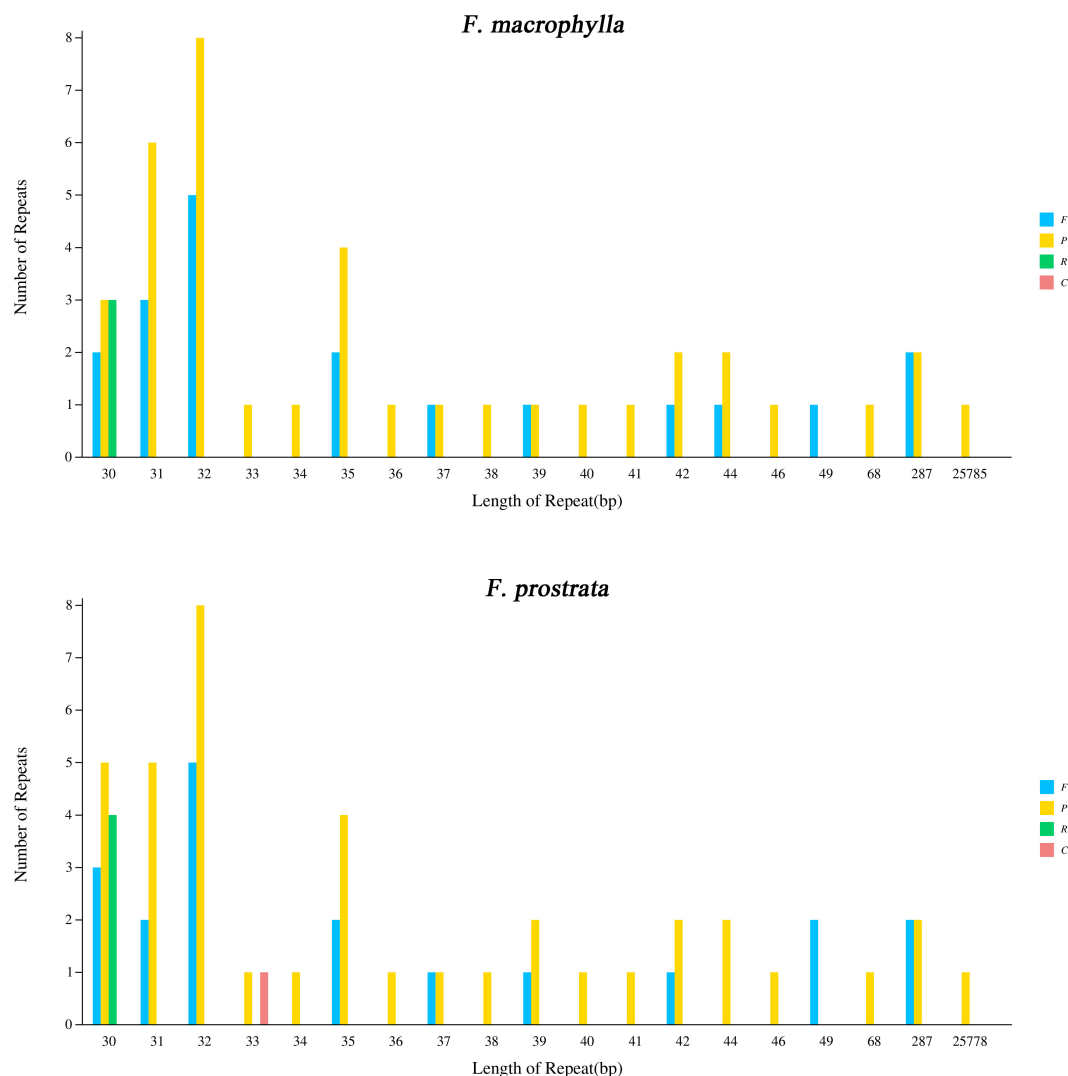 F. macrophylla
8
7
6
5
4
3
2
1
0
Number of Repeats
30 31 32 33 34 35 36 37 38 39 40 41 42 44 46 49 68 287 25785
Length of Repeat(bp)
F
P
R
C
F. prostrata
8
7
6
5
4
3
2
1
0
Number of Repeats
30 31 32 33 34 35 36 37 38 39 40 41 42 44 46 49 68 287 25778
Length of Repeat(bp)
F
P
R
C